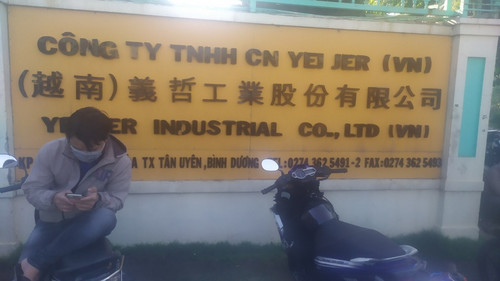 CÔNG TY TNHH CN YEI JER (VN)
(越南)義哲工業股份有限公司
INDUSTRIAL CO., LTD (VN)
TX TÂN UYÊN, BÌNH DƯƠNG :0274 362 5491-2 FAX:0274 362 5493